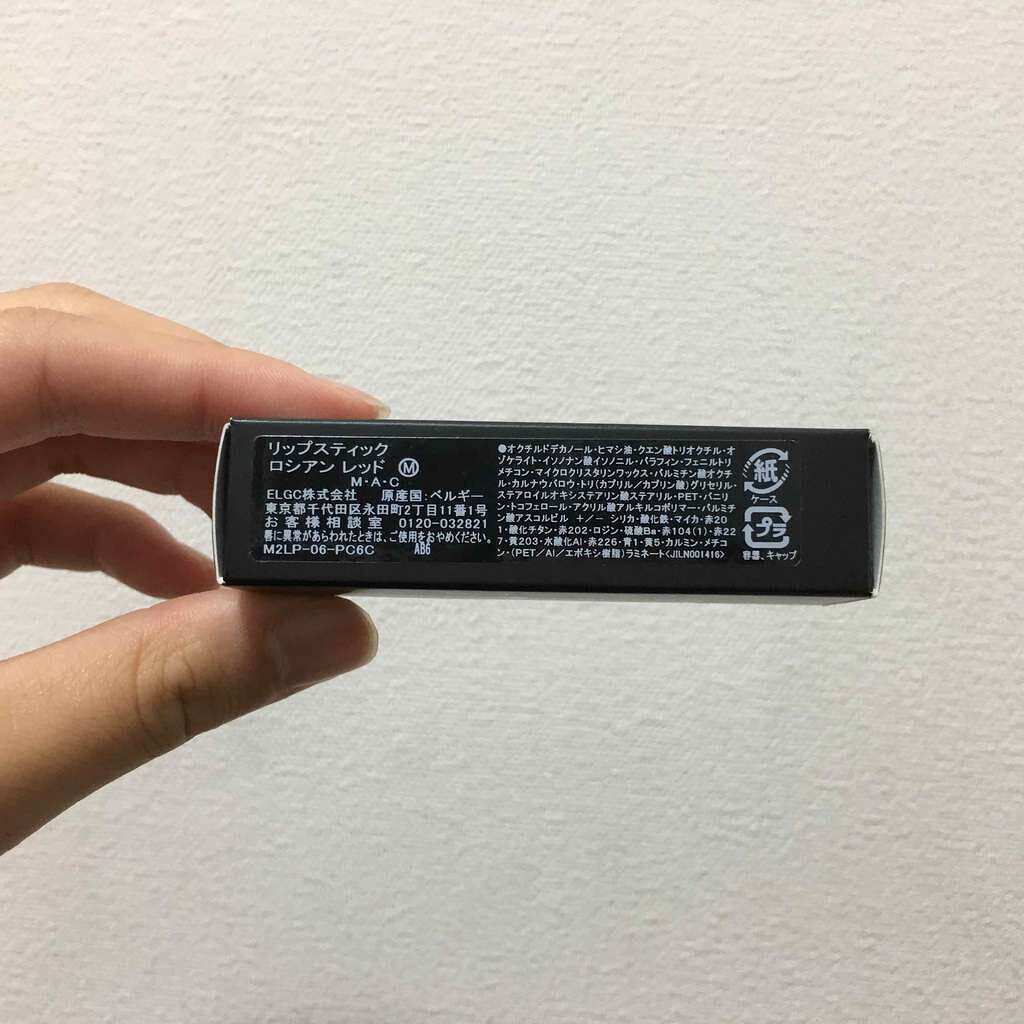 リップスティック
ロシアン レッド Ⓜ
M・A・C
ELGC株式会社 原産国:ベルギー
東京都千代田区永田町2丁目11番1号
お客様相談室 0120-032821
唇に異常があらわれたときは、ご使用をおやめください。
M2LP-06-PC6C AB6
●オクチルドデカノール・ヒマシ油・クエン酸トリオクチル・オ
ゾケライト・イソノナン酸イソノニル・パラフィン・フェニルトリ
メチコン・マイクロクリスタリンワックス・パルミチン酸オクチ
ル・カルナウバロウ・トリ(カプリル/カプリン酸)グリセリル・
ステアロイルオキシステアリン酸ステアリル・PET・バニリ
ン・トコフェロール・アクリル酸アルキルコポリマー・パルミチ
ン酸アスコルビル +/- シリカ・酸化鉄・マイカ・赤20
1・酸化チタン・赤202・ロジン・硫酸Ba・赤104(1)・赤22
7・黄203・水酸化Al・赤226・青1・黄5・カルミン・メチコ
ン・(PET/Al/エポキシ樹脂)ラミネート<JILN001416>
紙
ケース
プラ
容器、キャップ